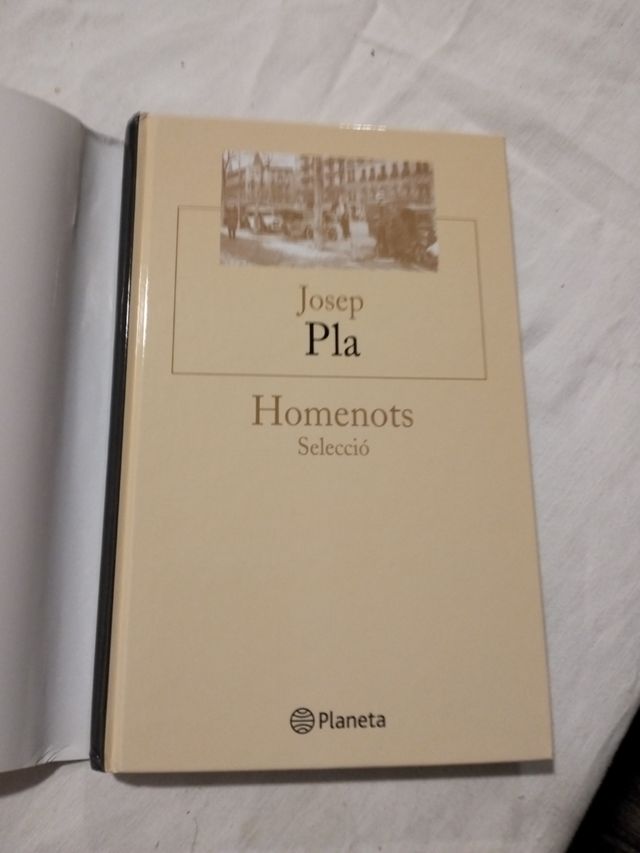 Josep
Pla
Homenots
Selecció
Planeta